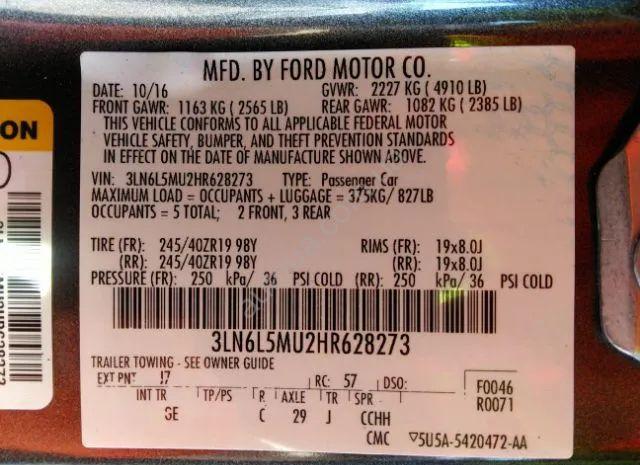 MFD. BY FORD MOTOR CO.
DATE: 10/16 GVWR: 2227 KG ( 4910 LB)
FRONT GAWR: 1163 KG ( 2565 LB) REAR GAWR: 1082 KG ( 2385 LB)
THIS VEHICLE CONFORMS TO ALL APPLICABLE FEDERAL MOTOR
VEHICLE SAFETY, BUMPER, AND THEFT PREVENTION STANDARDS
IN EFFECT ON THE DATE OF MANUFACTURE SHOWN ABOVE.
VIN: 3LN6L5MU2HR628273 TYPE: Passenger Car
MAXIMUM LOAD = OCCUPANTS + LUGGAGE = 375KG/ 827LB
OCCUPANTS = 5 TOTAL; 2 FRONT, 3 REAR
TIRE (FR): 245/40ZR19 98Y RIMS (FR): 19x8.0J
(RR): 245/40ZR19 98Y (RR): 19x8.0J
PRESSURE (FR): 250 kPa/ 36 PSI COLD (RR): 250 kPa/ 36 PSI COLD
3LN6L5MU2HR628273
TRAILER TOWING - SEE OWNER GUIDE
EXT PNT: RC: 57 DSO: F0046
INT TR TP/PS R AXLE TR SPR R0071
GE C 29 J CCHH
CMC ▽5U5A-5420472-AA
ON